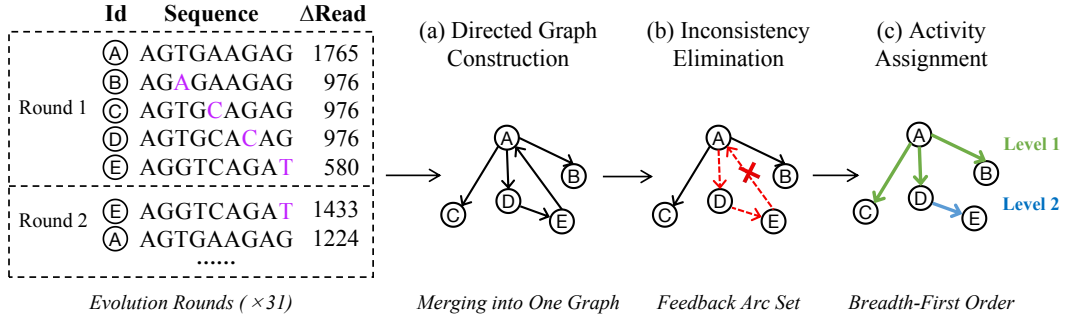 Id Sequence ΔRead
Round 1
A AGTGAAGAG 1765
B AGAGAAGAG 976
C AGTGCAGAG 976
D AGTGCACAG 976
E AGGTCAGAT 580
Round 2
E AGGTCAGAT 1433
A AGTGAAGAG 1224
......
Evolution Rounds (×31)
(a) Directed Graph
Construction
A
B
C
D
E
Merging into One Graph
(b) Inconsistency
Elimination
A
B
C
D
E
Feedback Arc Set
(c) Activity
Assignment
A
Level 1
B
C
D
Level 2
E
Breadth-First Order